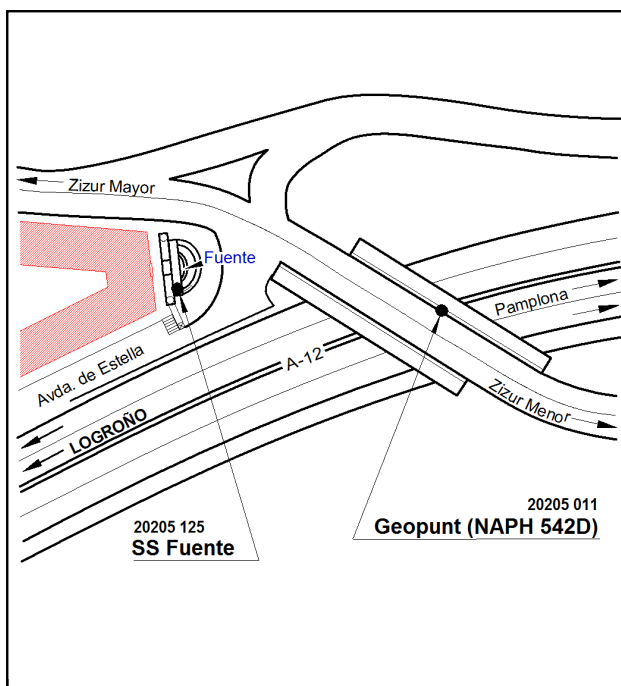 Zizur Mayor
Fuente
Pamplona
Avda. de Estella
A-12
LOGROÑO
Zizur Menor
20205 125
SS Fuente
20205 011
Geopunt (NAPH 542D)